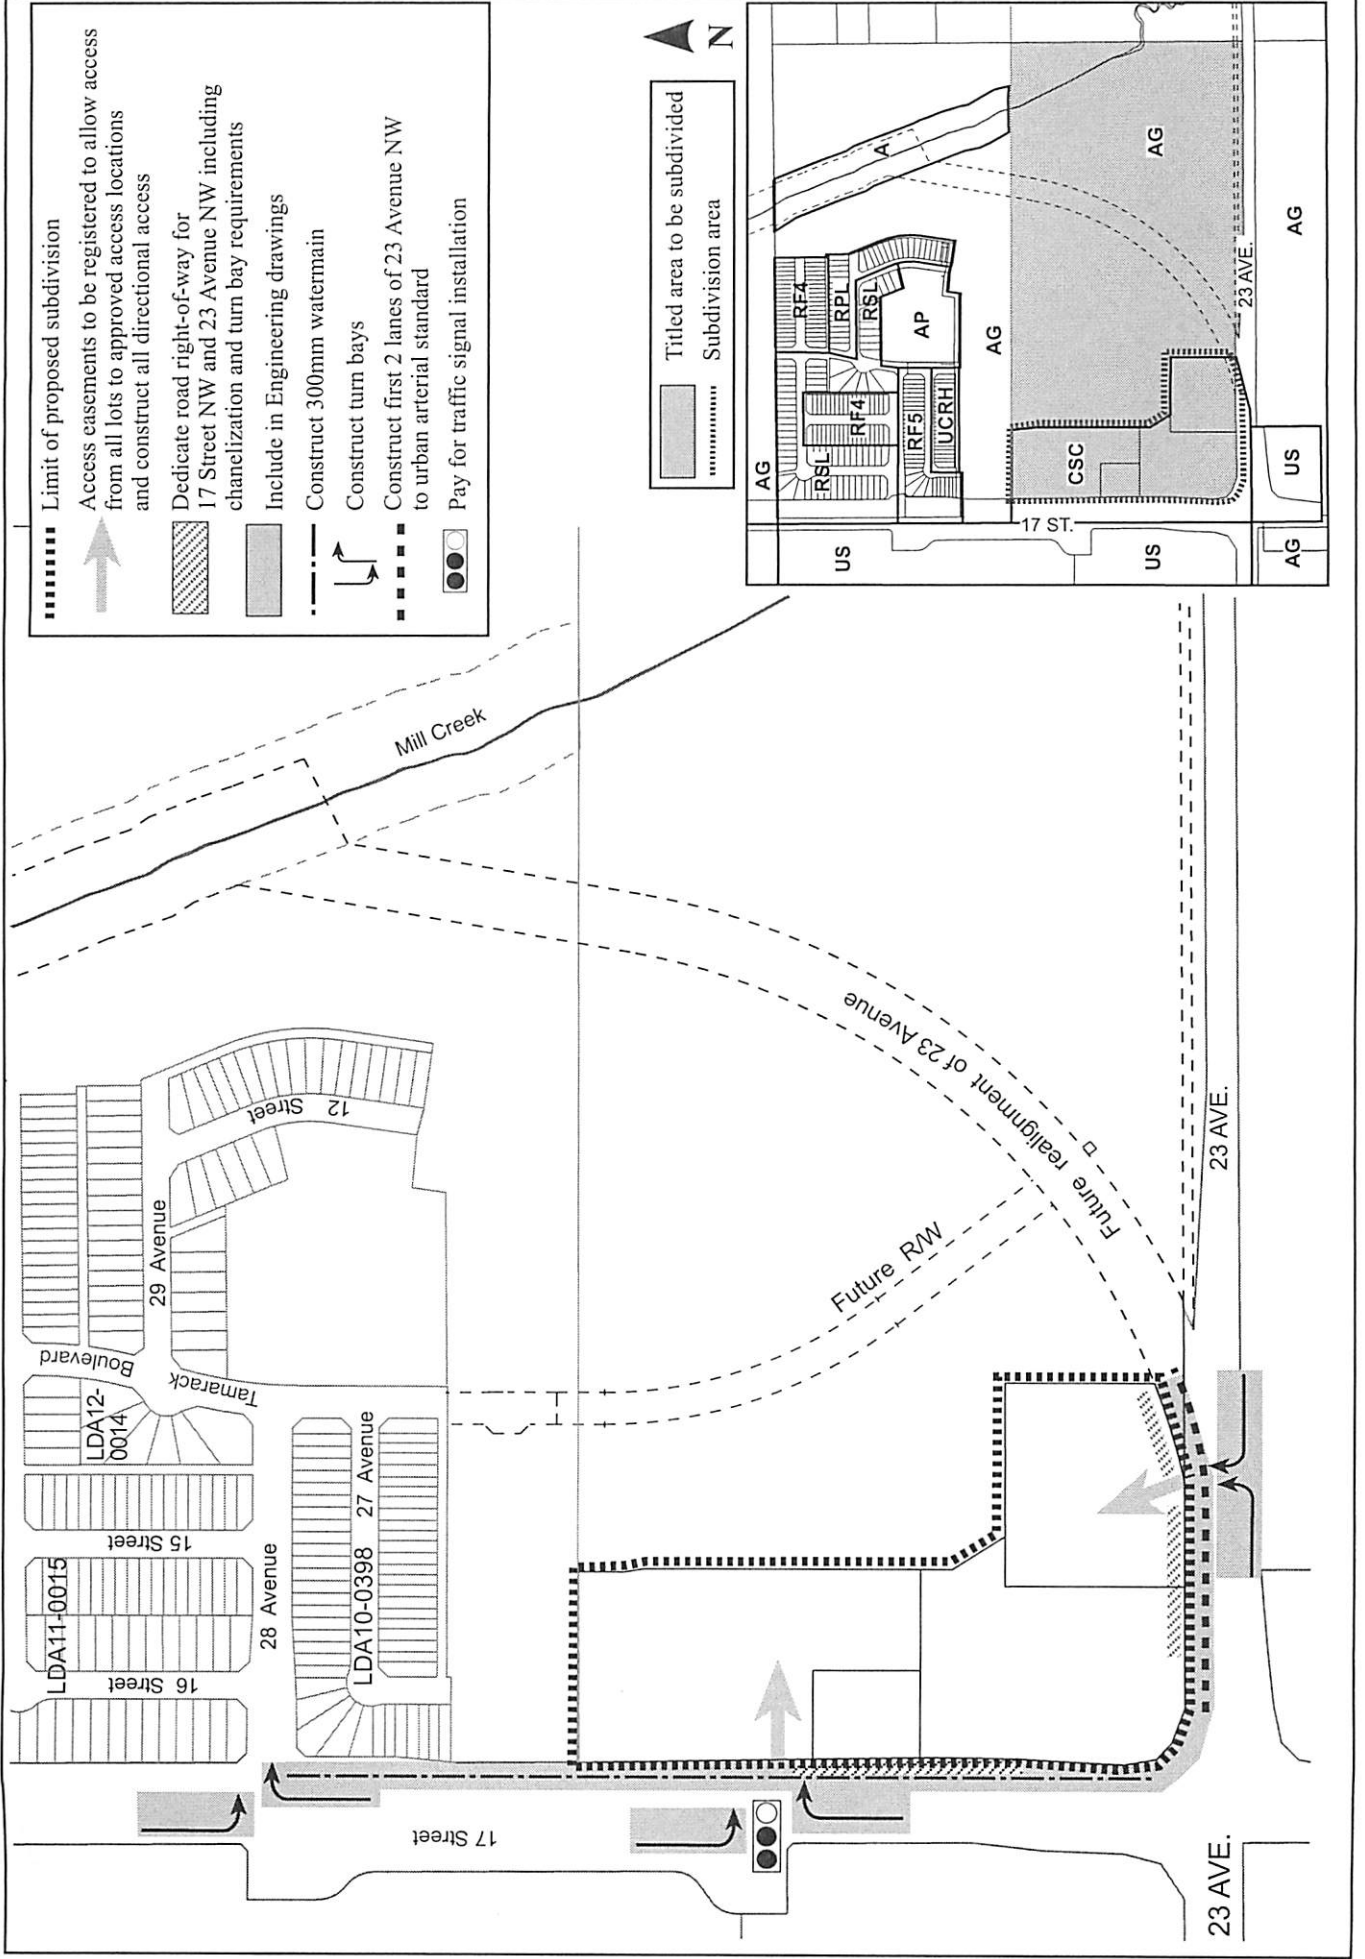 Limit of proposed subdivision
Access easements to be registered to allow access
from all lots to approved access locations
and construct all directional access
Dedicate road right-of-way for
17 Street NW and 23 Avenue NW including
chanelization and turn bay requirements
Include in Engineering drawings
Construct 300mm watermain
Construct turn bays
Construct first 2 lanes of 23 Avenue NW
to urban arterial standard
Pay for traffic signal installation
N
Titled area to be subdivided
Subdivision area
AG
RF4
RPL
RSL
A
AP
RF4
RSL
RF5
UCRH
AG
AG
CSC
17 ST.
23 AVE.
US
US
US
AG
AG
Mill Creek
12 Street
29 Avenue
Tamarack
Boulevard
LDA12-
0014
15 Street
LDA11-0015
16 Street
28 Avenue
27 Avenue
LDA10-0398
17 Street
Future R/W
Future realignment of 23 Avenue
23 AVE.
23 AVE.